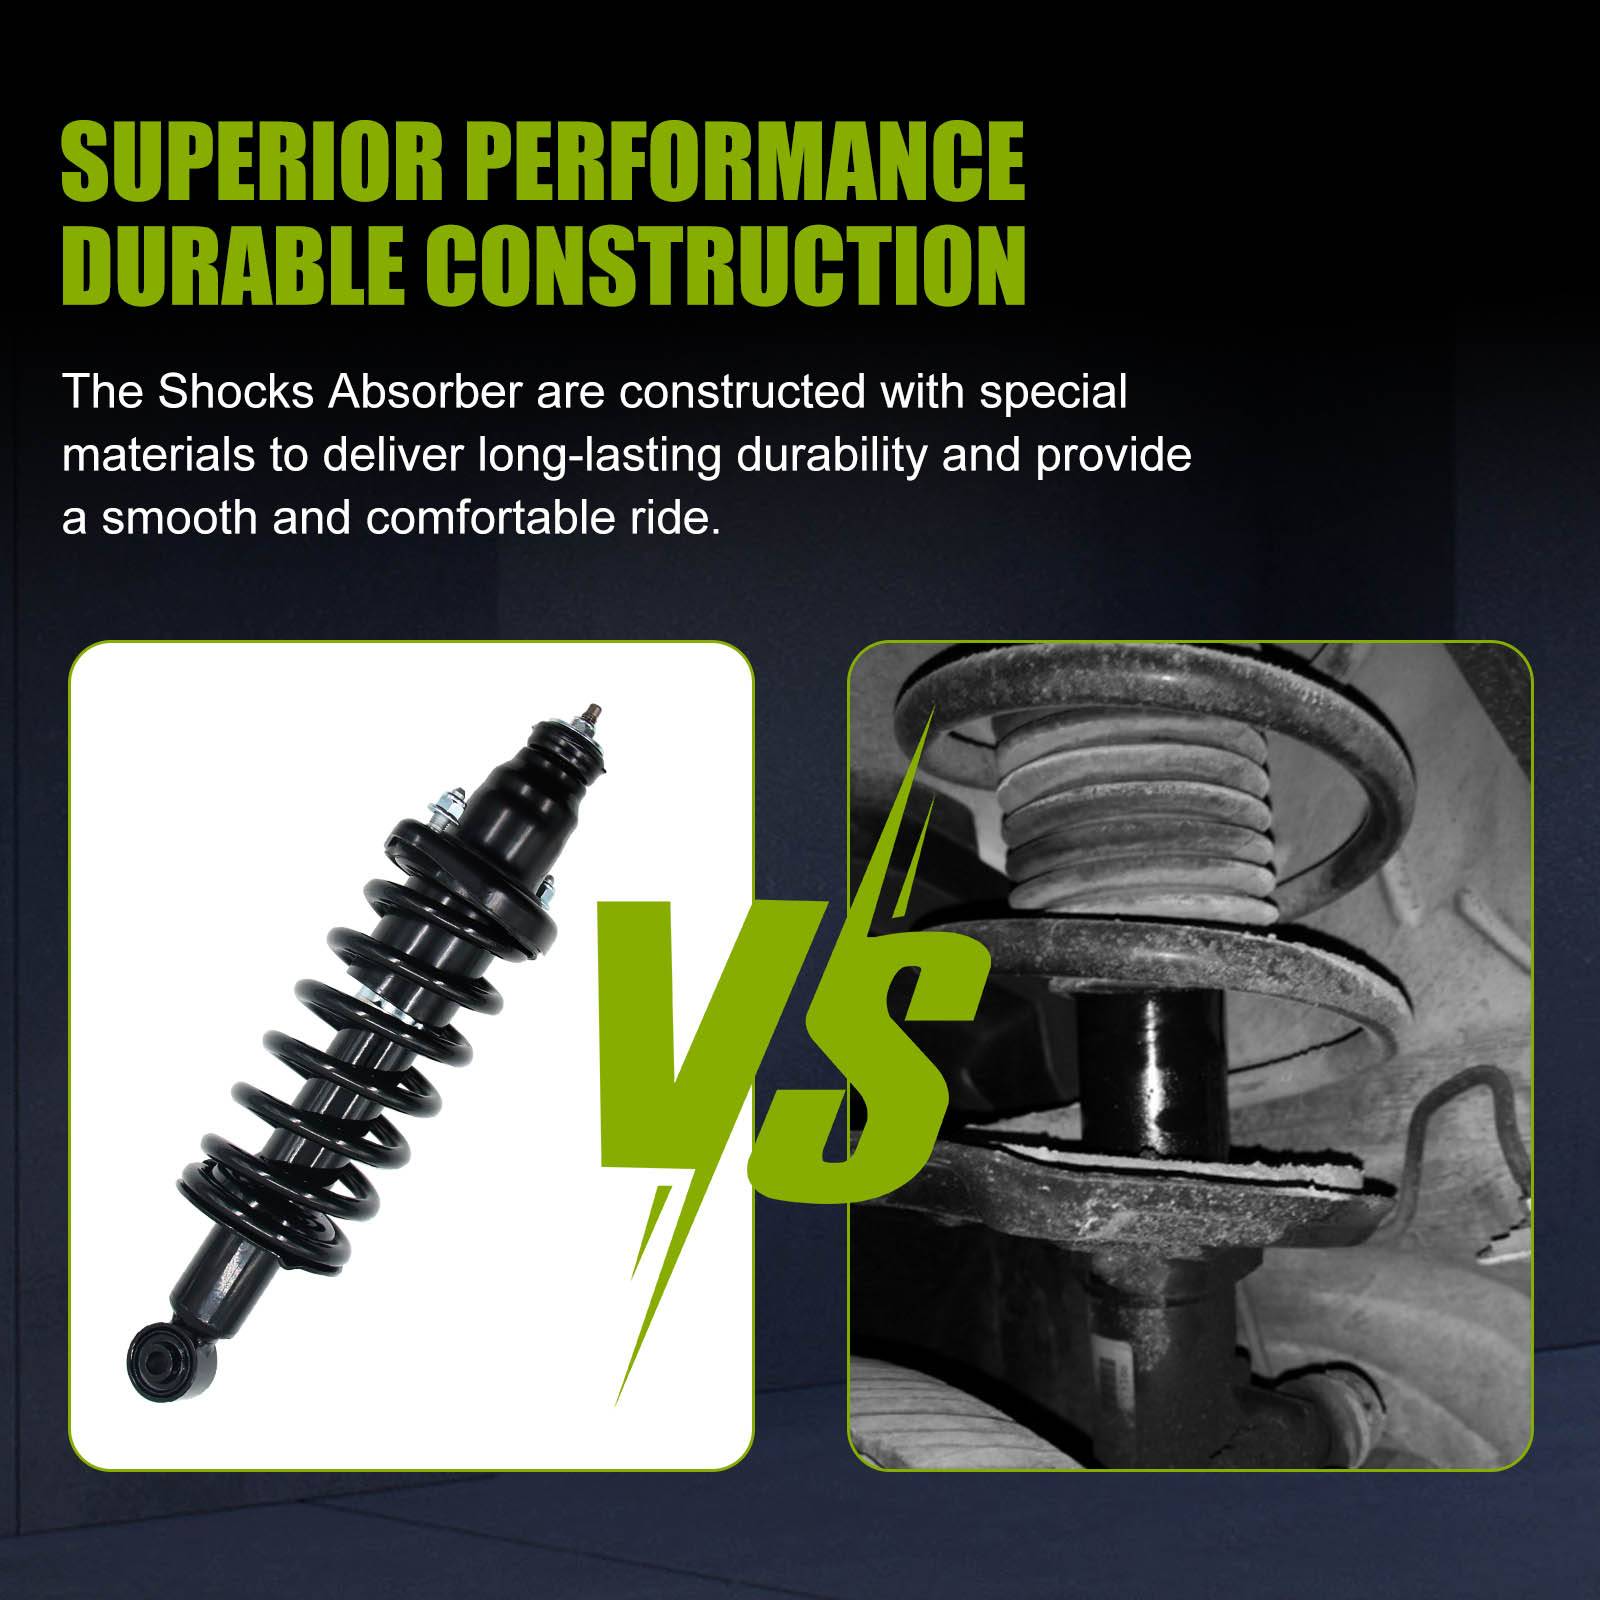 SUPERIOR PERFORMANCE
DURABLE CONSTRUCTION
The Shocks Absorber are constructed with special
materials to deliver long-lasting durability and provide
a smooth and comfortable ride.
VS